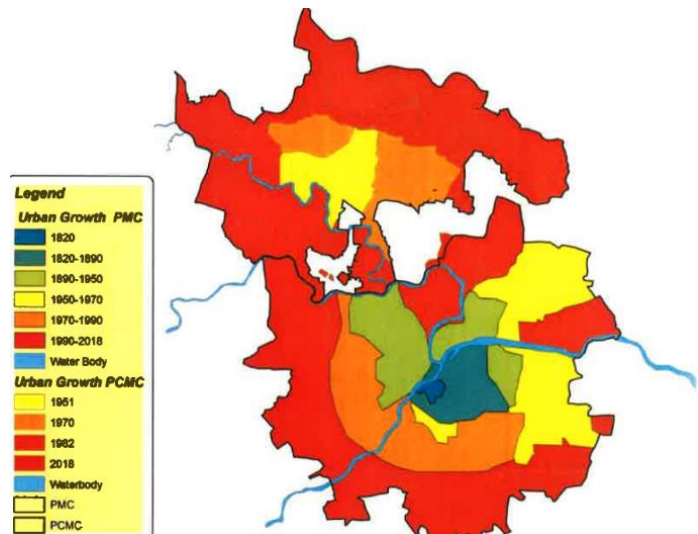 Legend
Urban Growth PMC
1820
1820-1890
1890-1950
1950-1970
1970-1990
1990-2018
Water Body
Urban Growth PCMC
1951
1970
1982
2018
Waterbody
PMC
PCMC